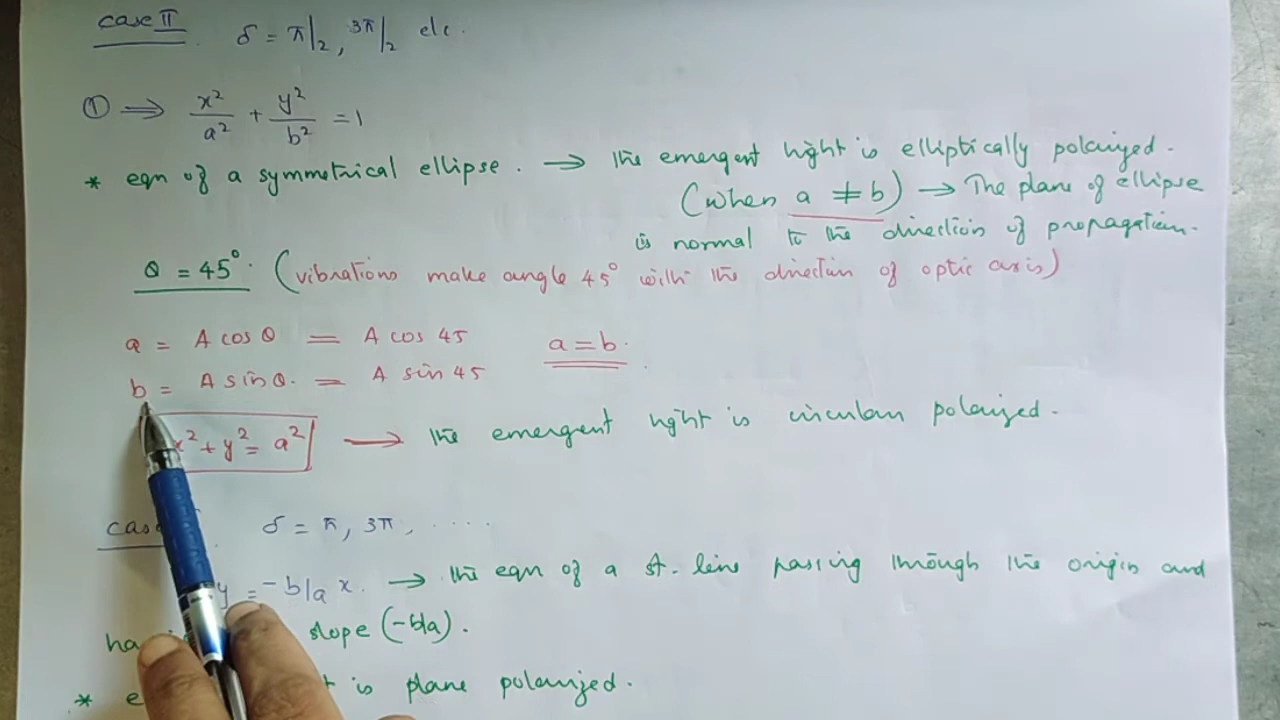 case II δ = π/2, 3π/2 etc.
① ⟹ x²/a² + y²/b² = 1
* eqn of a symmetrical ellipse. → The emergent light is elliptically polarized.
(when a ≠ b) → The plane of ellipse
is normal to the direction of propagation.
θ = 45°. (vibrations make angle 45° with the direction of optic axis)
a = A cos θ = A cos 45 a = b.
b = A sin θ. = A sin 45
x² + y² = a² → The emergent light is circular polarized.
case δ = π, 3π, .....
y = -b/a x. → The eqn of a st. line passing through the origin and
slope (-b/a).
* is plane polarized.